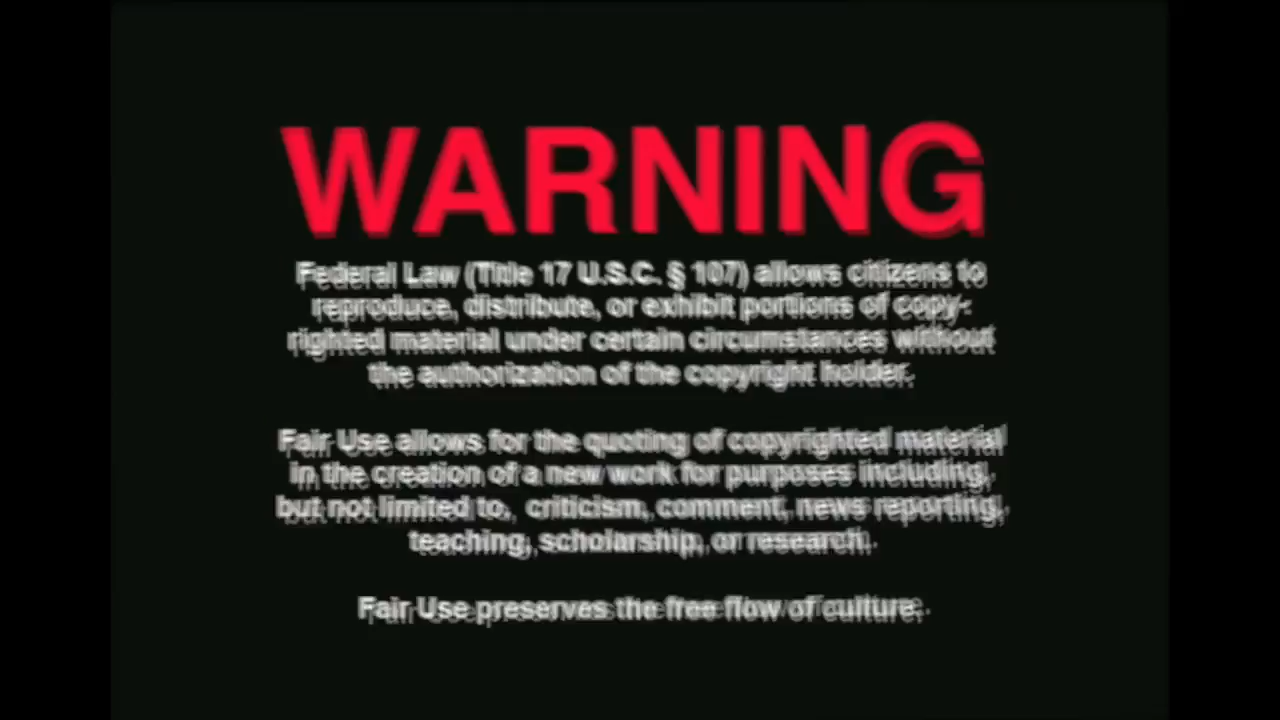 WARNING
Federal Law (Title 17 U.S.C. § 107) allows citizens to
reproduce, distribute, or exhibit portions of copy-
righted material under certain circumstances without
the authorization of the copyright holder.
Fair Use allows for the quoting of copyrighted material
in the creation of a new work for purposes including,
but not limited to, criticism, comment, news reporting,
teaching, scholarship, or research.
Fair Use preserves the free flow of culture.